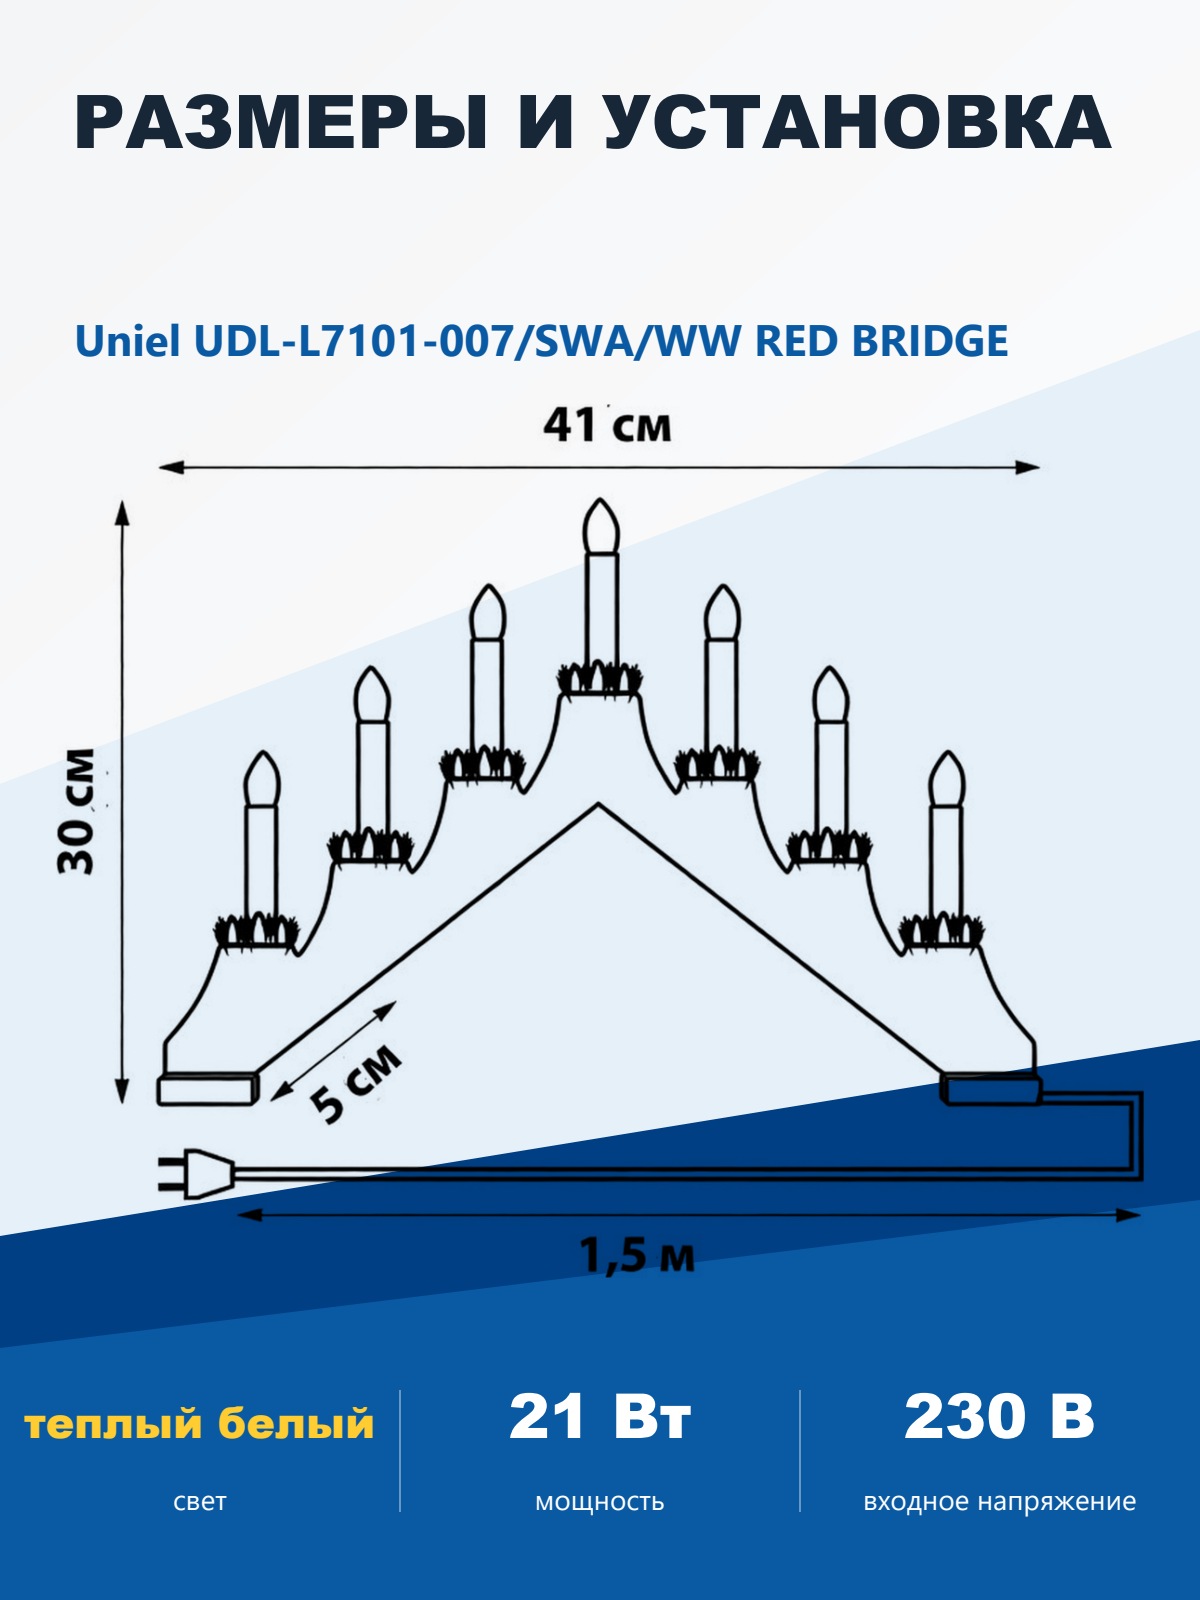 РАЗМЕРЫ И УСТАНОВКА
Uniel UDL-L7101-007/SWA/WW RED BRIDGE
41 см
30 см
5 см
1,5 м
теплый белый
свет
21 Вт
мощность
230 В
входное напряжение